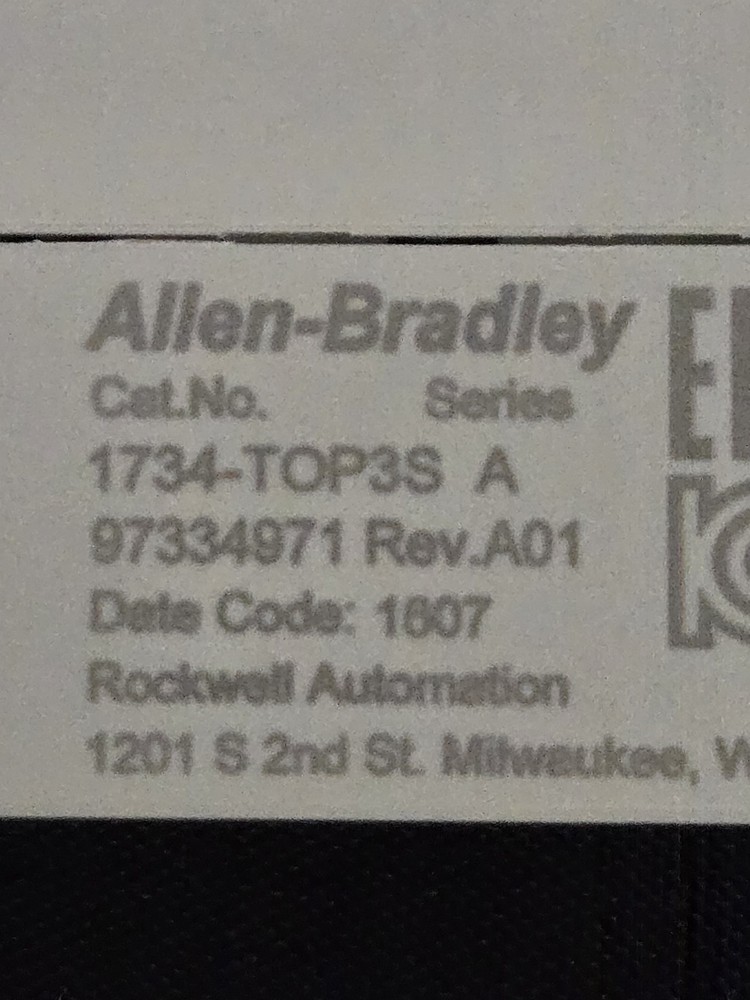 Allen-Bradley
Cat.No. Series
1734-TOP3S A
97334971 Rev.A01
Date Code: 1607
Rockwell Automation
1201 S 2nd St. Milwaukee,